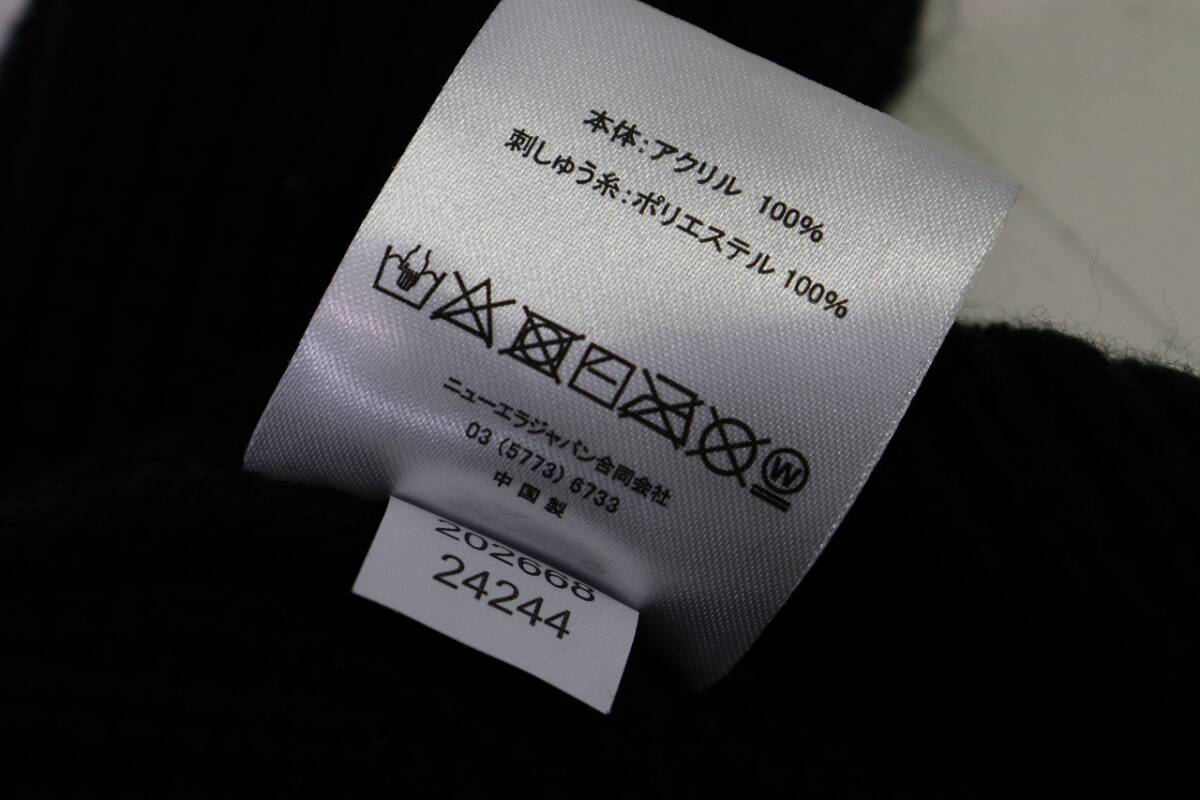 本体:アクリル 100%
刺しゅう糸:ポリエステル 100%
W
ニューエラジャパン合同会社
03 (5773) 6733
中国製
202668
24244